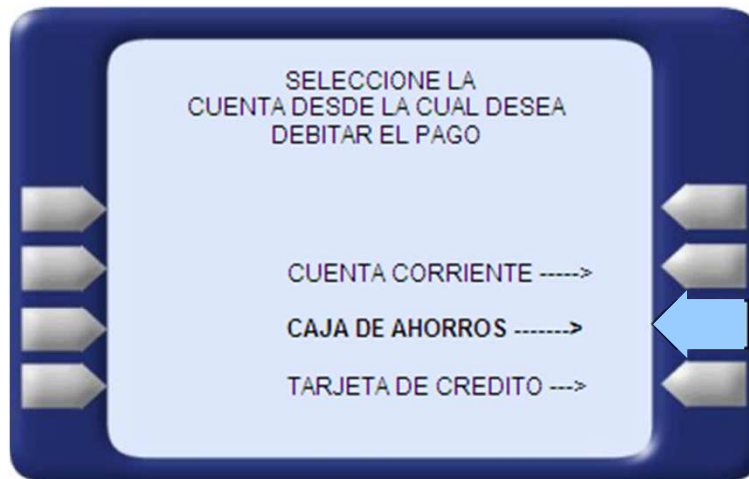 SELECCIONE LA
CUENTA DESDE LA CUAL DESEA
DEBITAR EL PAGO
CUENTA CORRIENTE ----->
CAJA DE AHORROS ------->
TARJETA DE CREDITO --->